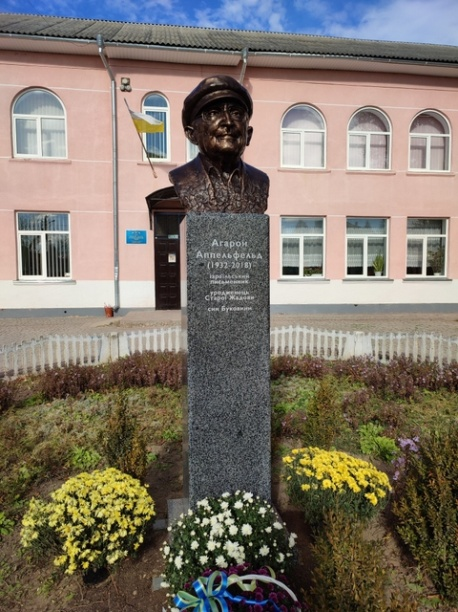 Агарон
Аппельфельд
(1932-2018)
Ізраїльський
письменник
уродженець
Старої Жадови
син Буковини